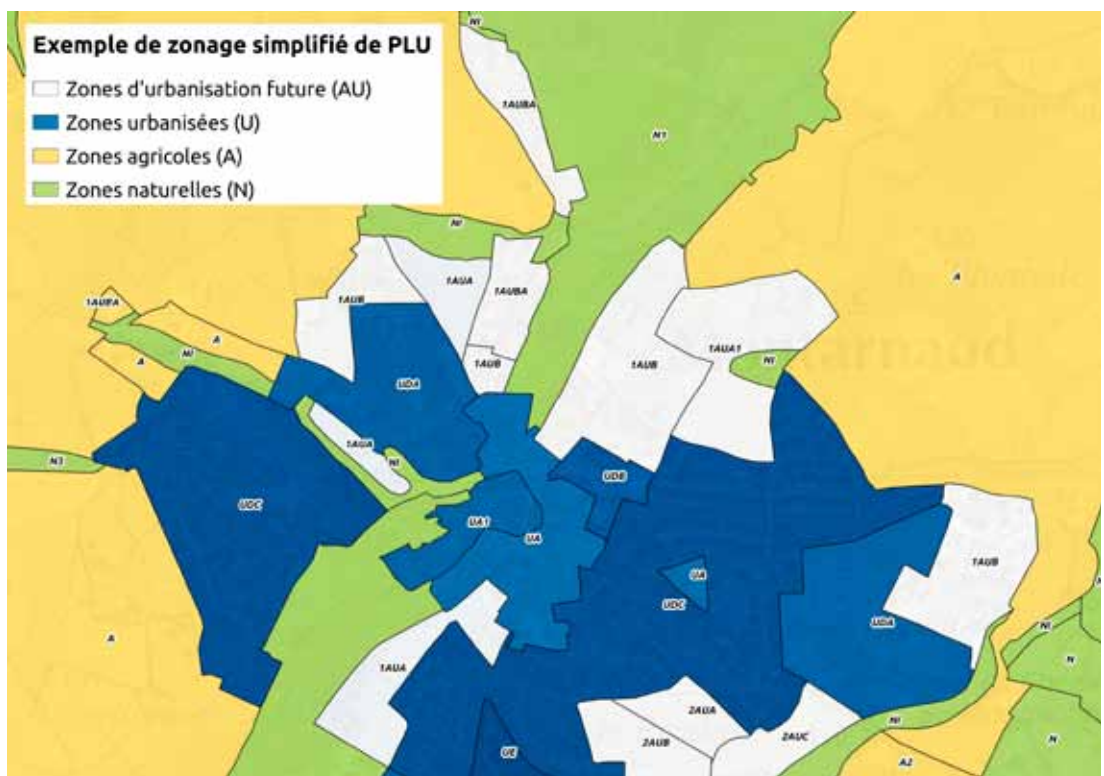 Exemple de zonage simplifié de PLU
Zones d'urbanisation future (AU)
Zones urbanisées (U)
Zones agricoles (A)
Zones naturelles (N)
NI
1AUBA
N1
NI
1AUA
1AUBA
1AUB
A
1AUBA
A
NI
A
1AUB
1AUA1
NI
1AUB
UDA
1AUA
NI
N3
UDC
UDB
UA1
UA
1AUB
UA
UDC
UDA
NI
A
N
1AUA
2AUA
NI
2AUC
2AUB
UE
A2
N